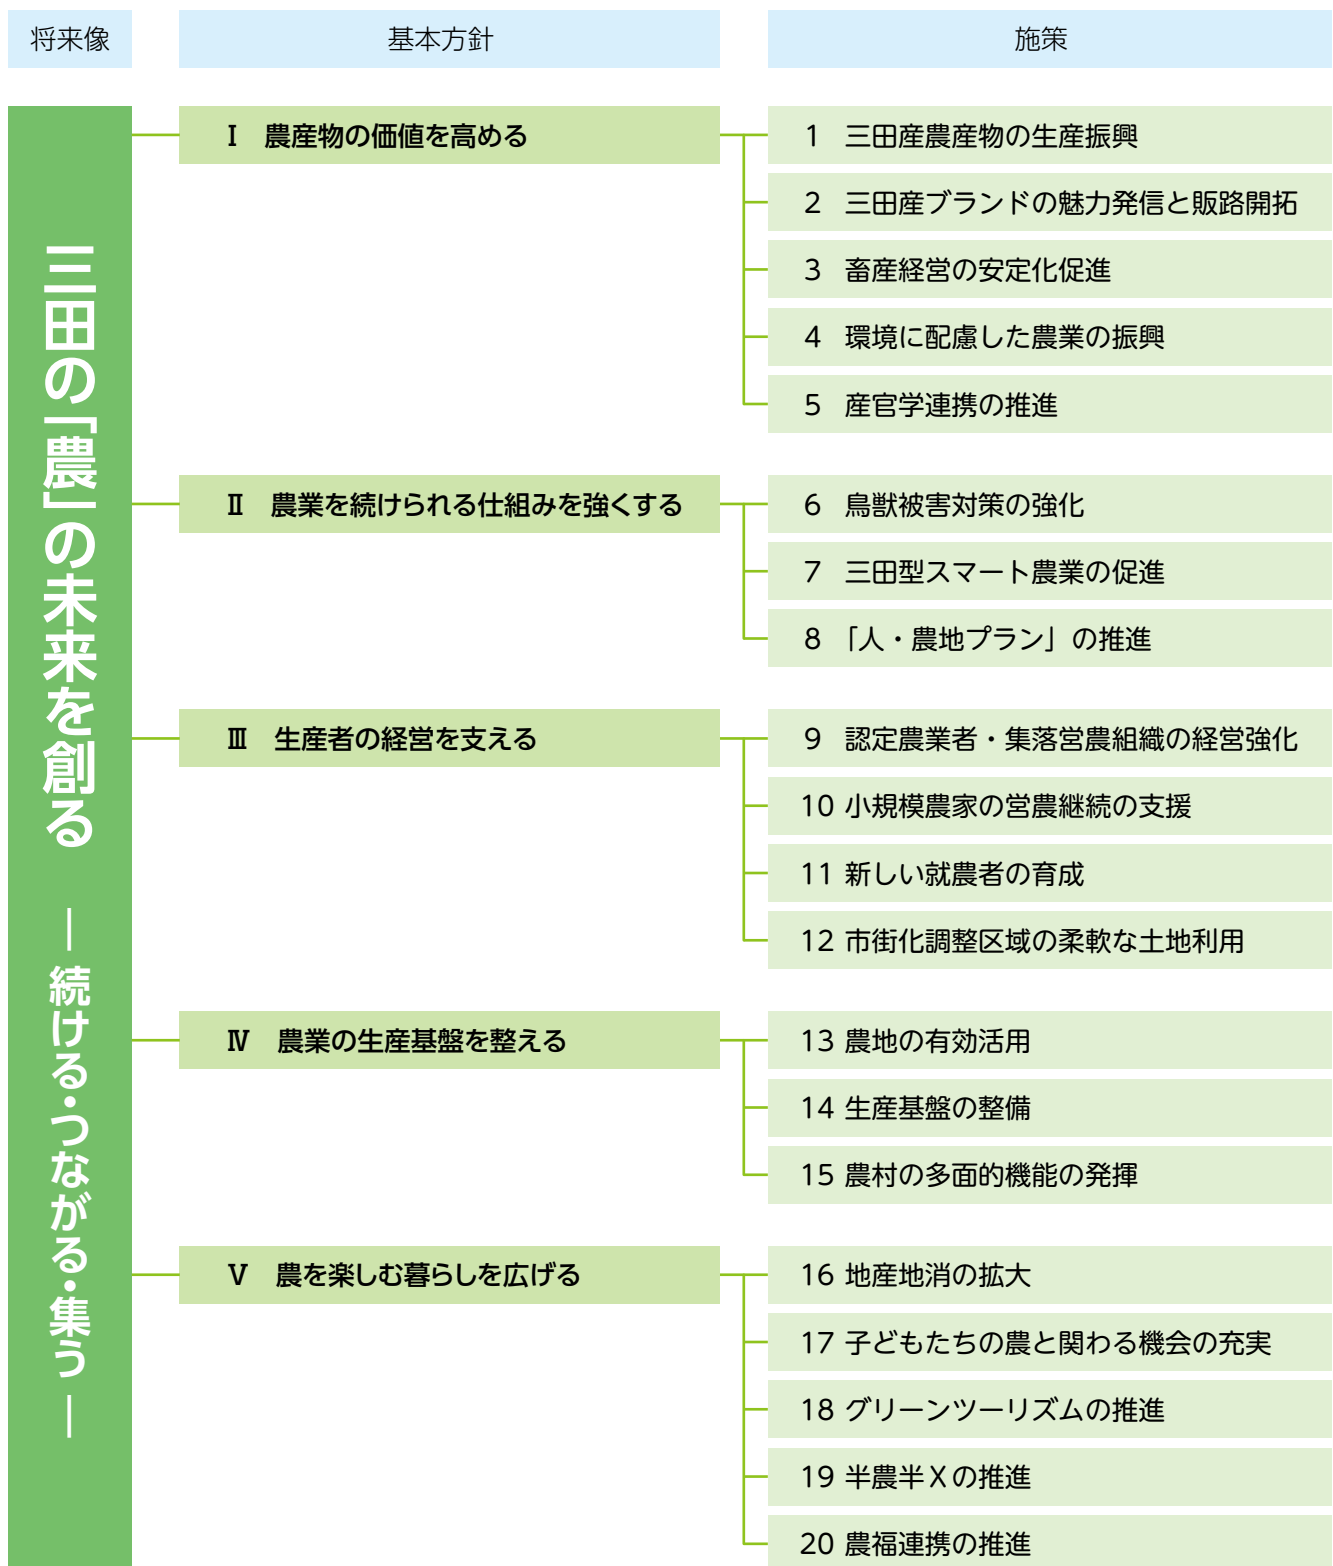 将来像
基本方針
施策
三田の「農」の未来を創る ― 続ける・つながる・集う ―
Ⅰ 農産物の価値を高める
1 三田産農産物の生産振興
2 三田産ブランドの魅力発信と販路開拓
3 畜産経営の安定化促進
4 環境に配慮した農業の振興
5 産官学連携の推進
Ⅱ 農業を続けられる仕組みを強くする
6 鳥獣被害対策の強化
7 三田型スマート農業の促進
8 「人・農地プラン」の推進
Ⅲ 生産者の経営を支える
9 認定農業者・集落営農組織の経営強化
10 小規模農家の営農継続の支援
11 新しい就農者の育成
12 市街化調整区域の柔軟な土地利用
Ⅳ 農業の生産基盤を整える
13 農地の有効活用
14 生産基盤の整備
15 農村の多面的機能の発揮
Ⅴ 農を楽しむ暮らしを広げる
16 地産地消の拡大
17 子どもたちの農と関わる機会の充実
18 グリーンツーリズムの推進
19 半農半Xの推進
20 農福連携の推進